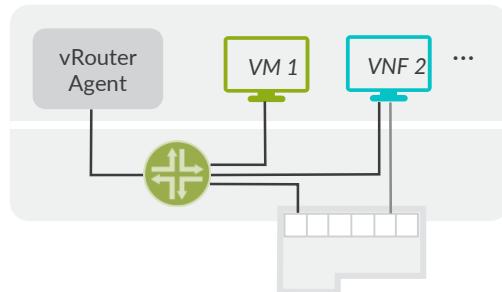 vRouter
Agent
VM 1
VNF 2
...